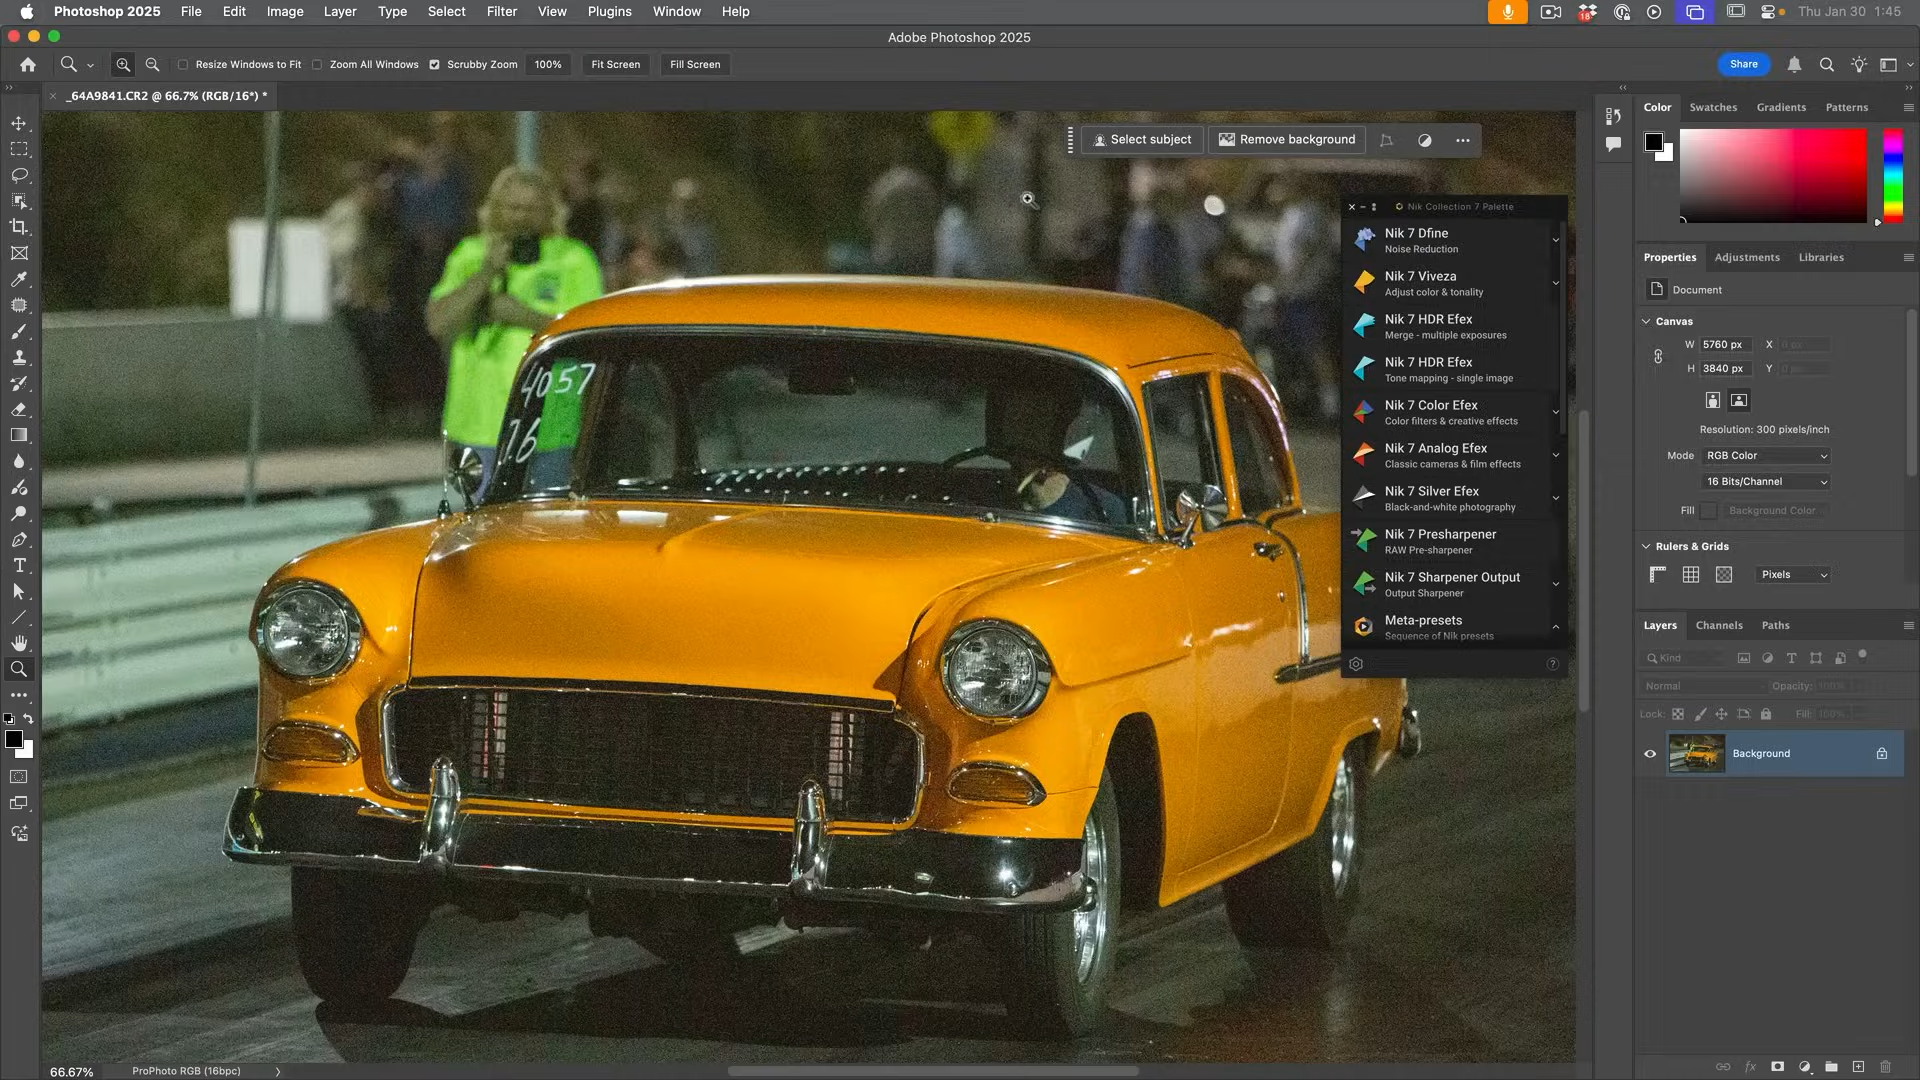 Photoshop 2025 File Edit Image Layer Type Select Filter View Plugins Window Help
18
Thu Jan 30 1:45
Adobe Photoshop 2025
Resize Windows to Fit Zoom All Windows Scrubby Zoom 100% Fit Screen Fill Screen
Share
_64A9841.CR2 @ 66.7% (RGB/16*) *
Select subject Remove background
Nik Collection 7 Palette
Nik 7 Dfine
Noise Reduction
Nik 7 Viveza
Adjust color & tonality
Nik 7 HDR Efex
Merge - multiple exposures
Nik 7 HDR Efex
Tone mapping - single image
Nik 7 Color Efex
Color filters & creative effects
Nik 7 Analog Efex
Classic cameras & film effects
Nik 7 Silver Efex
Black-and-white photography
Nik 7 Presharpener
RAW Pre-sharpener
Nik 7 Sharpener Output
Output Sharpener
Meta-presets
Sequence of Nik presets
4057
16
Color Swatches Gradients Patterns
Properties Adjustments Libraries
Document
Canvas
W 5760 px X 0 px
H 3840 px Y 0 px
Resolution: 300 pixels/inch
Mode RGB Color
16 Bits/Channel
Fill Background Color
Rulers & Grids
Pixels
Layers Channels Paths
Kind
Normal Opacity: 100%
Lock: Fill: 100%
Background
66.67% ProPhoto RGB (16bpc)